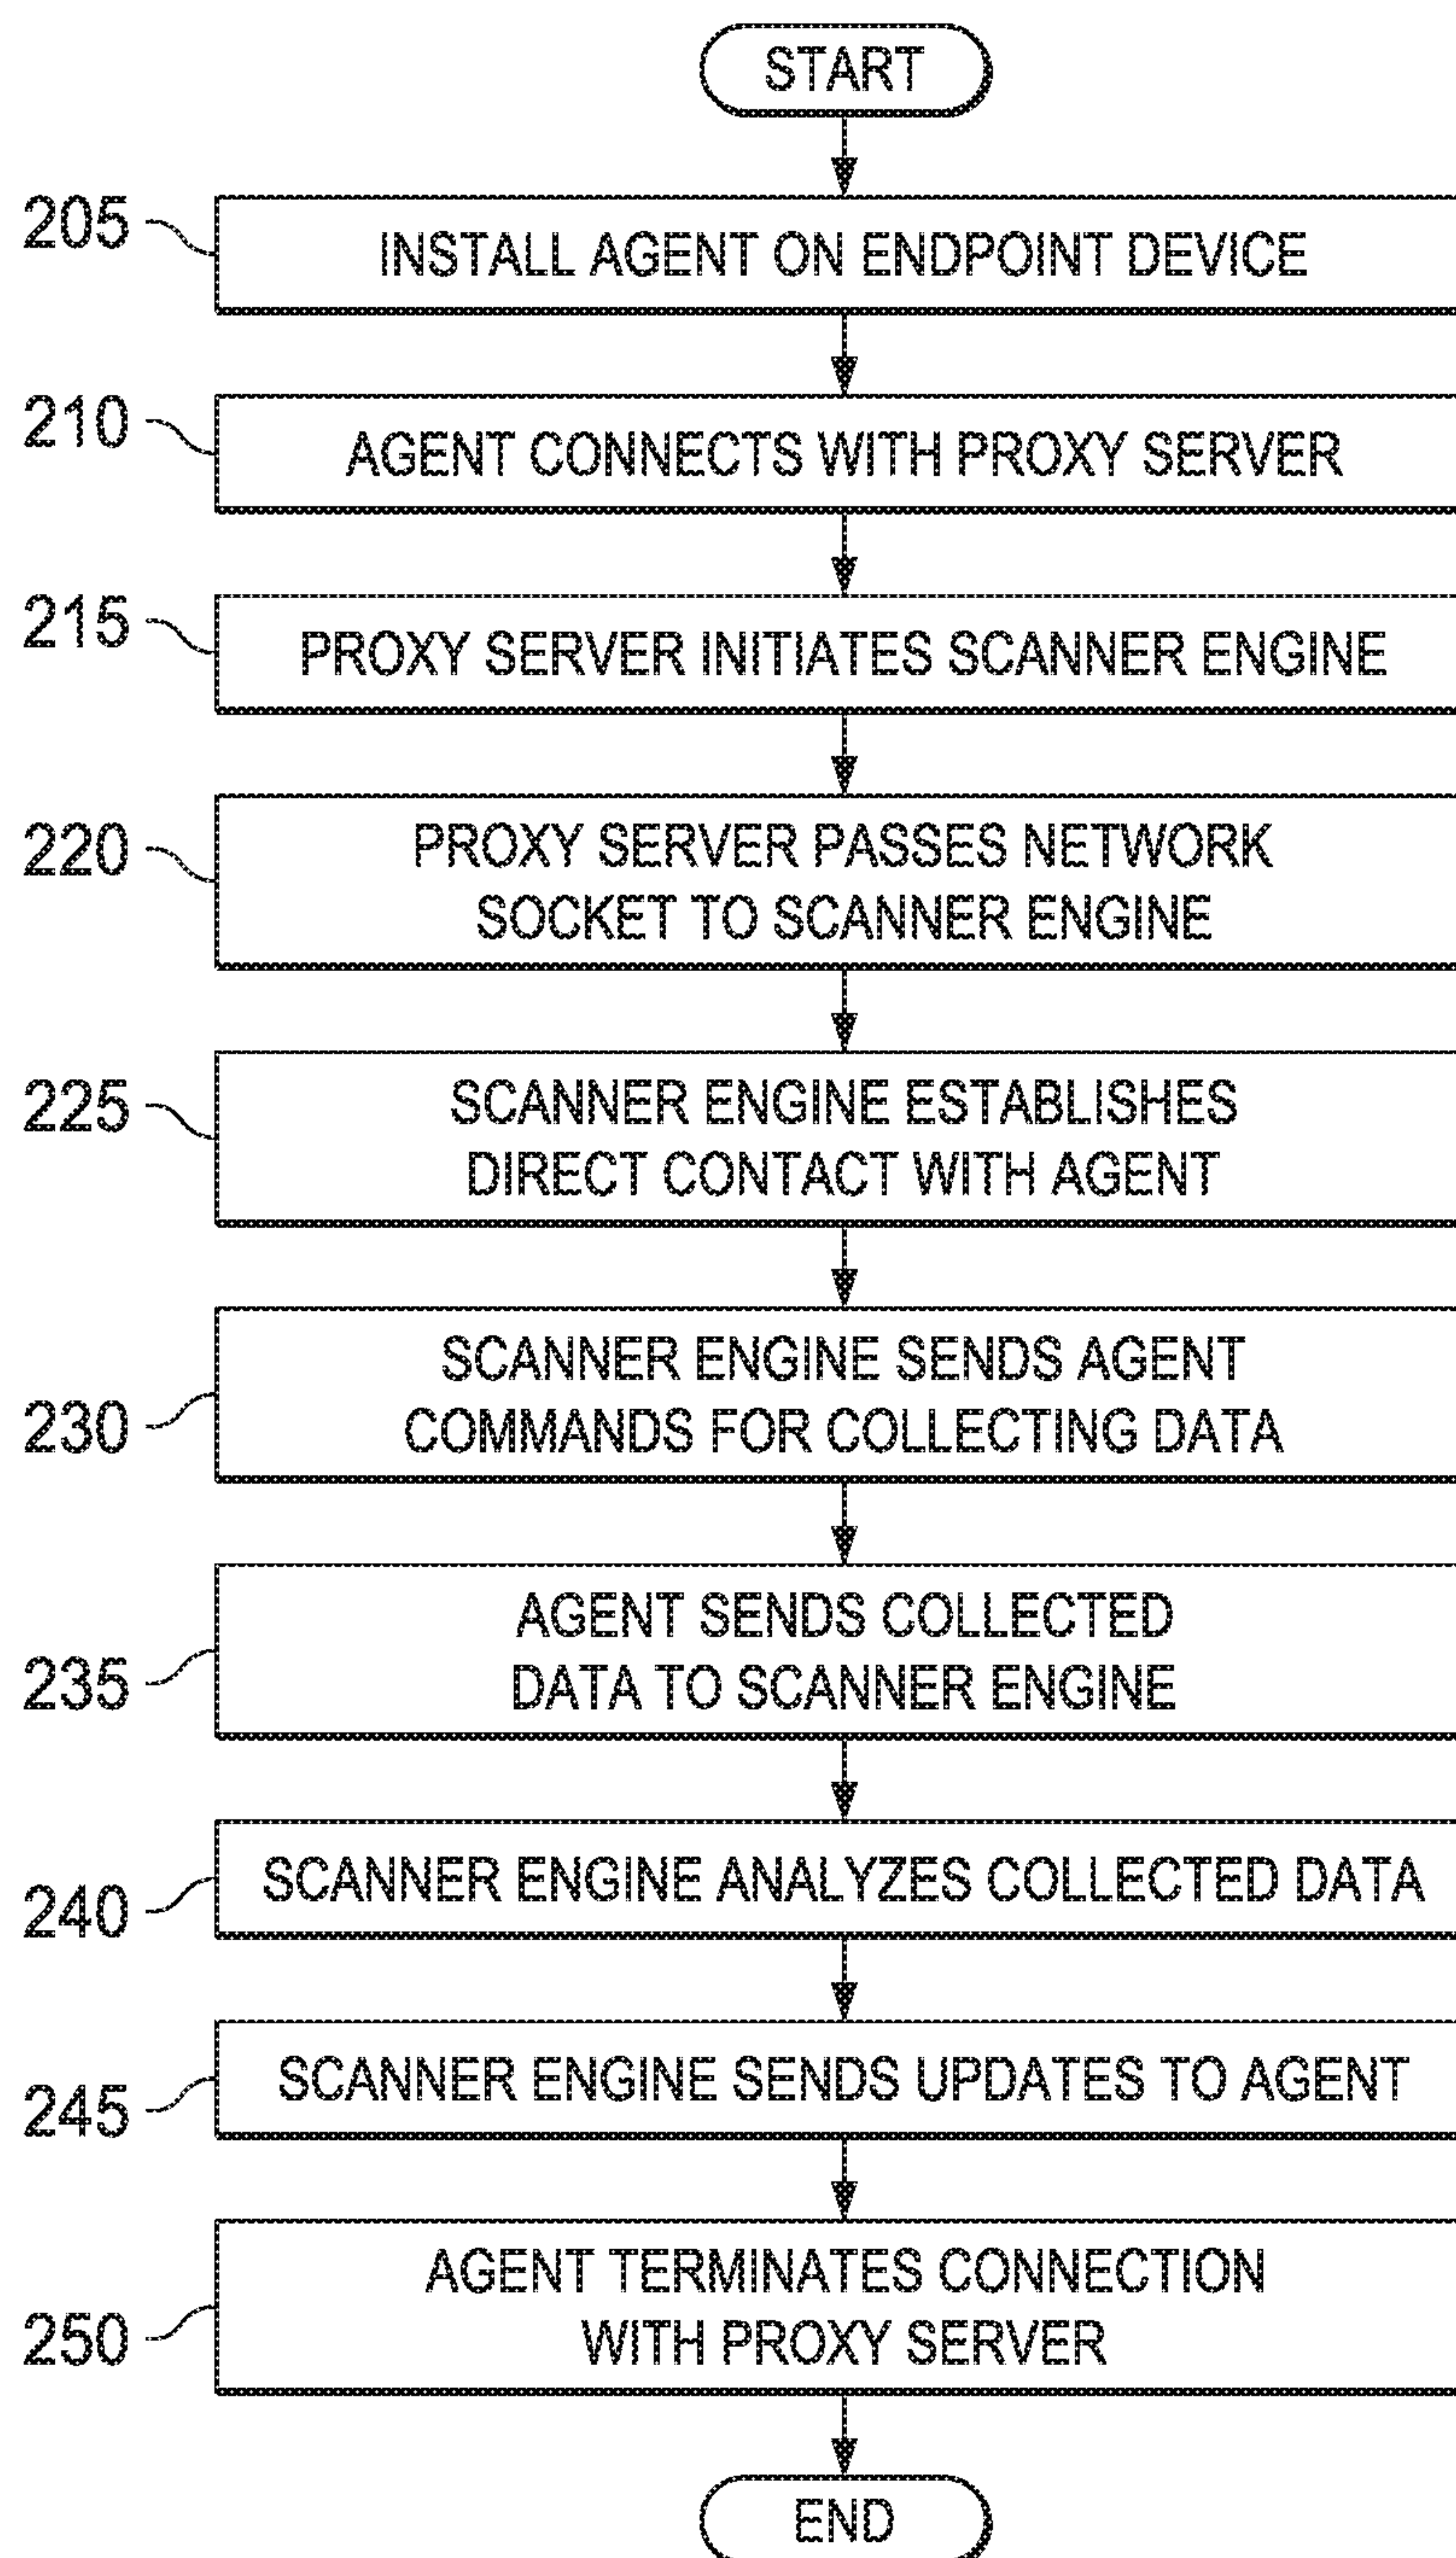 START
205
INSTALL AGENT ON ENDPOINT DEVICE
210
AGENT CONNECTS WITH PROXY SERVER
215
PROXY SERVER INITIATES SCANNER ENGINE
220
PROXY SERVER PASSES NETWORK
SOCKET TO SCANNER ENGINE
225
SCANNER ENGINE ESTABLISHES
DIRECT CONTACT WITH AGENT
230
SCANNER ENGINE SENDS AGENT
COMMANDS FOR COLLECTING DATA
235
AGENT SENDS COLLECTED
DATA TO SCANNER ENGINE
240
SCANNER ENGINE ANALYZES COLLECTED DATA
245
SCANNER ENGINE SENDS UPDATES TO AGENT
250
AGENT TERMINATES CONNECTION
WITH PROXY SERVER
END